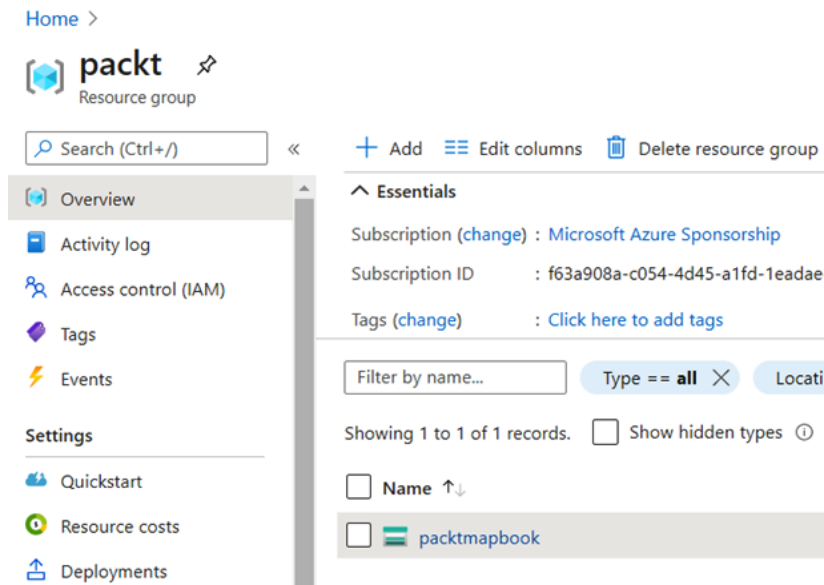 Home >
packt
Resource group
Search (Ctrl+/)
«
Overview
Activity log
Access control (IAM)
Tags
Events
Settings
Quickstart
Resource costs
Deployments
Add Edit columns Delete resource group
Essentials
Subscription (change) : Microsoft Azure Sponsorship
Subscription ID : f63a908a-c054-4d45-a1fd-1eadae
Tags (change) : Click here to add tags
Filter by name... Type == all Locati
Showing 1 to 1 of 1 records. Show hidden types
Name ↑↓
packtmapbook